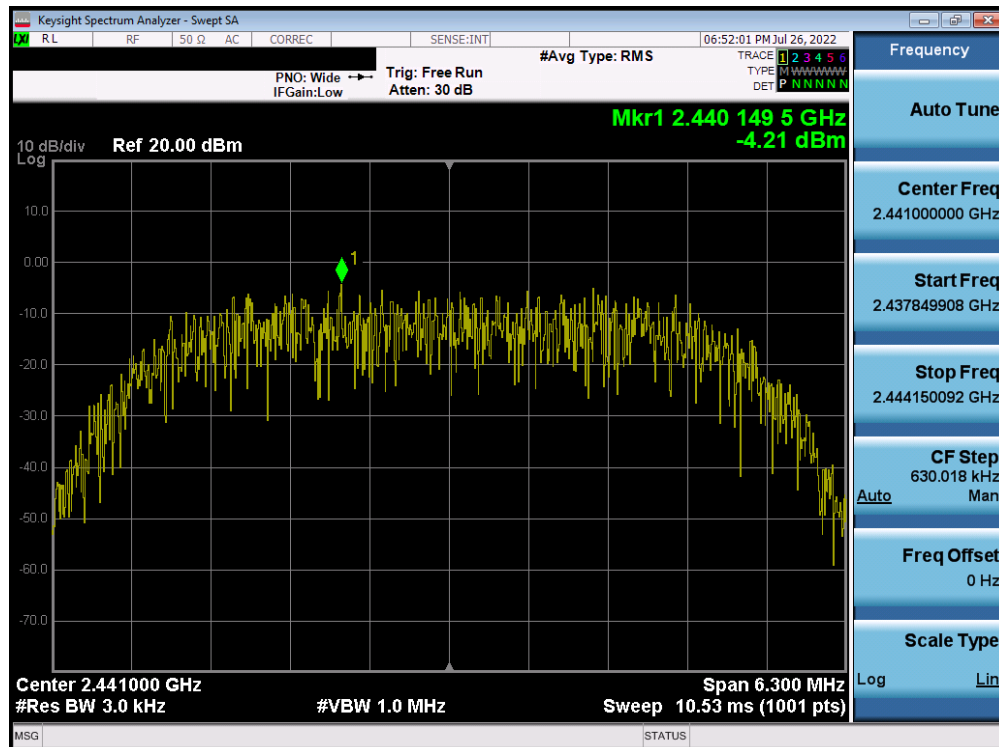 Keysight Spectrum Analyzer - Swept SA
LXI RL RF 50 Ω AC CORREC SENSE:INT 06:52:01 PM Jul 26, 2022
PNO: Wide Trig: Free Run #Avg Type: RMS TRACE 1 2 3 4 5 6
IFGain:Low Atten: 30 dB TYPE M WWWWW
DET P N N N N N
Mkr1 2.440 149 5 GHz
-4.21 dBm
10 dB/div Ref 20.00 dBm
Log
1
10.0
0.00
-10.0
-20.0
-30.0
-40.0
-50.0
-60.0
-70.0
Center 2.441000 GHz Span 6.300 MHz
#Res BW 3.0 kHz #VBW 1.0 MHz Sweep 10.53 ms (1001 pts)
MSG STATUS
Frequency
Auto Tune
Center Freq
2.441000000 GHz
Start Freq
2.437849908 GHz
Stop Freq
2.444150092 GHz
CF Step
630.018 kHz
Auto Man
Freq Offset
0 Hz
Scale Type
Log Lin